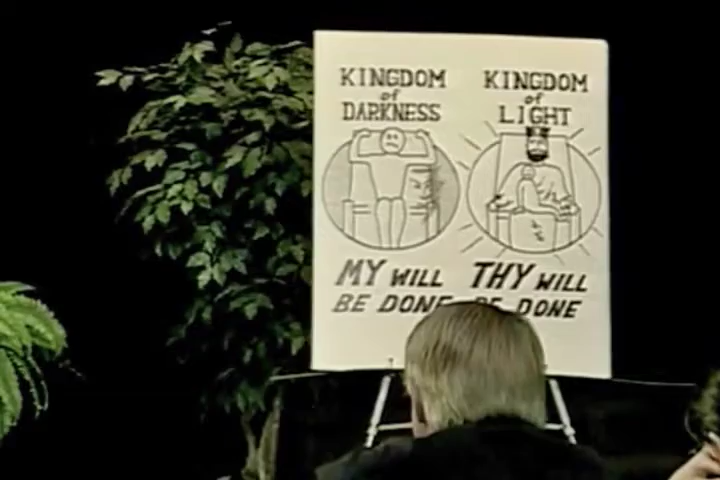 KINGDOM
of
DARKNESS
MY WILL
BE DONE
KINGDOM
of
LIGHT
THY WILL
BE DONE